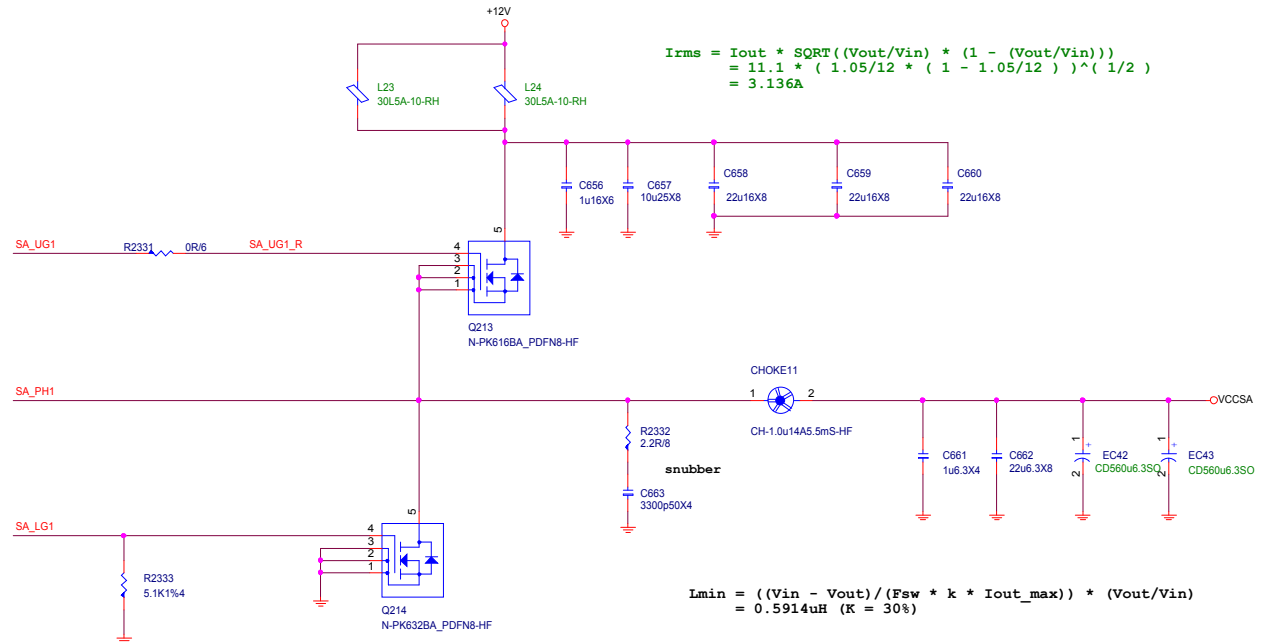 +12V
Irms = Iout * SQRT((Vout/Vin) * (1 - (Vout/Vin)))
= 11.1 * ( 1.05/12 * ( 1 - 1.05/12 ) )^( 1/2 )
= 3.136A
L23
30L5A-10-RH
L24
30L5A-10-RH
C656
1u16X6
C657
10u25X8
C658
22u16X8
C659
22u16X8
C660
22u16X8
SA_UG1
R2331
0R/6
SA_UG1_R
5
4
3
2
1
Q213
N-PK616BA_PDFN8-HF
SA_PH1
CHOKE11
1
2
CH-1.0u14A5.5mS-HF
VCCSA
R2332
2.2R/8
snubber
C663
3300p50X4
C661
1u6.3X4
C662
22u6.3X8
1
+
2
EC42
CD560u6.3SO
1
+
2
EC43
CD560u6.3SO
SA_LG1
R2333
5.1K1%4
5
4
3
2
1
Q214
N-PK632BA_PDFN8-HF
Lmin = ((Vin - Vout)/(Fsw * k * Iout_max)) * (Vout/Vin)
= 0.5914uH (K = 30%)